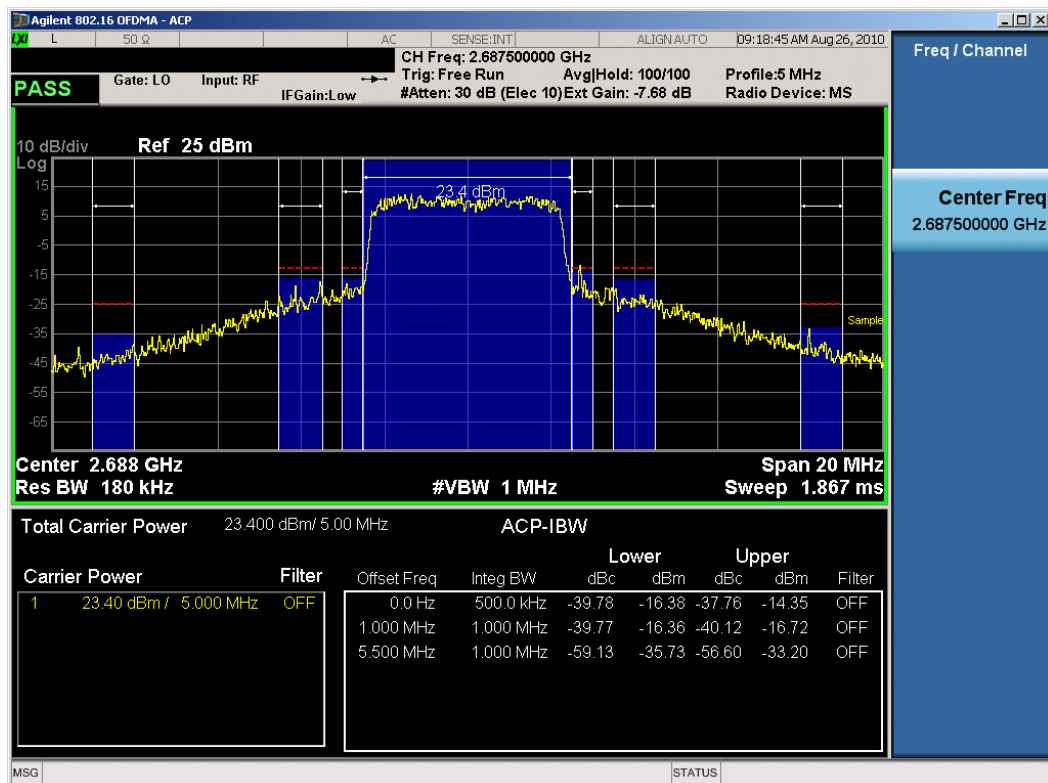 Agilent 802.16 OFDMA - ACP
LXI L 50 Ω AC SENSE:INT ALIGN AUTO 09:18:45 AM Aug 26, 2010
CH Freq: 2.687500000 GHz
PASS Gate: LO Input: RF Trig: Free Run Avg|Hold: 100/100 Profile:5 MHz
IFGain:Low #Atten: 30 dB (Elec 10) Ext Gain: -7.68 dB Radio Device: MS
Freq / Channel
Center Freq
2.687500000 GHz
10 dB/div Ref 25 dBm
Log
23.4 dBm
15
5
-5
-15
-25
Sample
-35
-45
-55
-65
Center 2.688 GHz Span 20 MHz
Res BW 180 kHz #VBW 1 MHz Sweep 1.867 ms
Total Carrier Power 23.400 dBm/ 5.00 MHz ACP-IBW
Lower Upper
Carrier Power Filter Offset Freq Integ BW dBc dBm dBc dBm Filter
1 23.40 dBm / 5.000 MHz OFF 0.0 Hz 500.0 kHz -39.78 -16.38 -37.76 -14.35 OFF
1.000 MHz 1.000 MHz -39.77 -16.36 -40.12 -16.72 OFF
5.500 MHz 1.000 MHz -59.13 -35.73 -56.60 -33.20 OFF
MSG STATUS